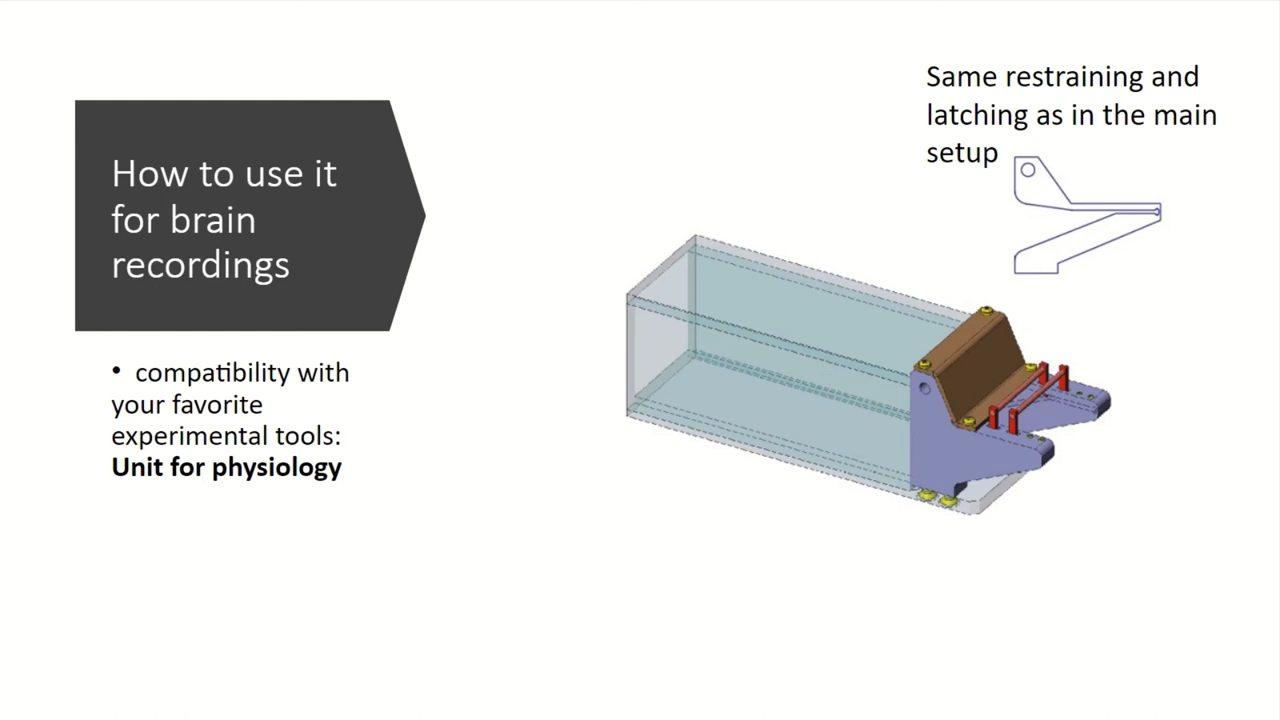 How to use it
for brain
recordings
• compatibility with
your favorite
experimental tools:
Unit for physiology
Same restraining and
latching as in the main
setup